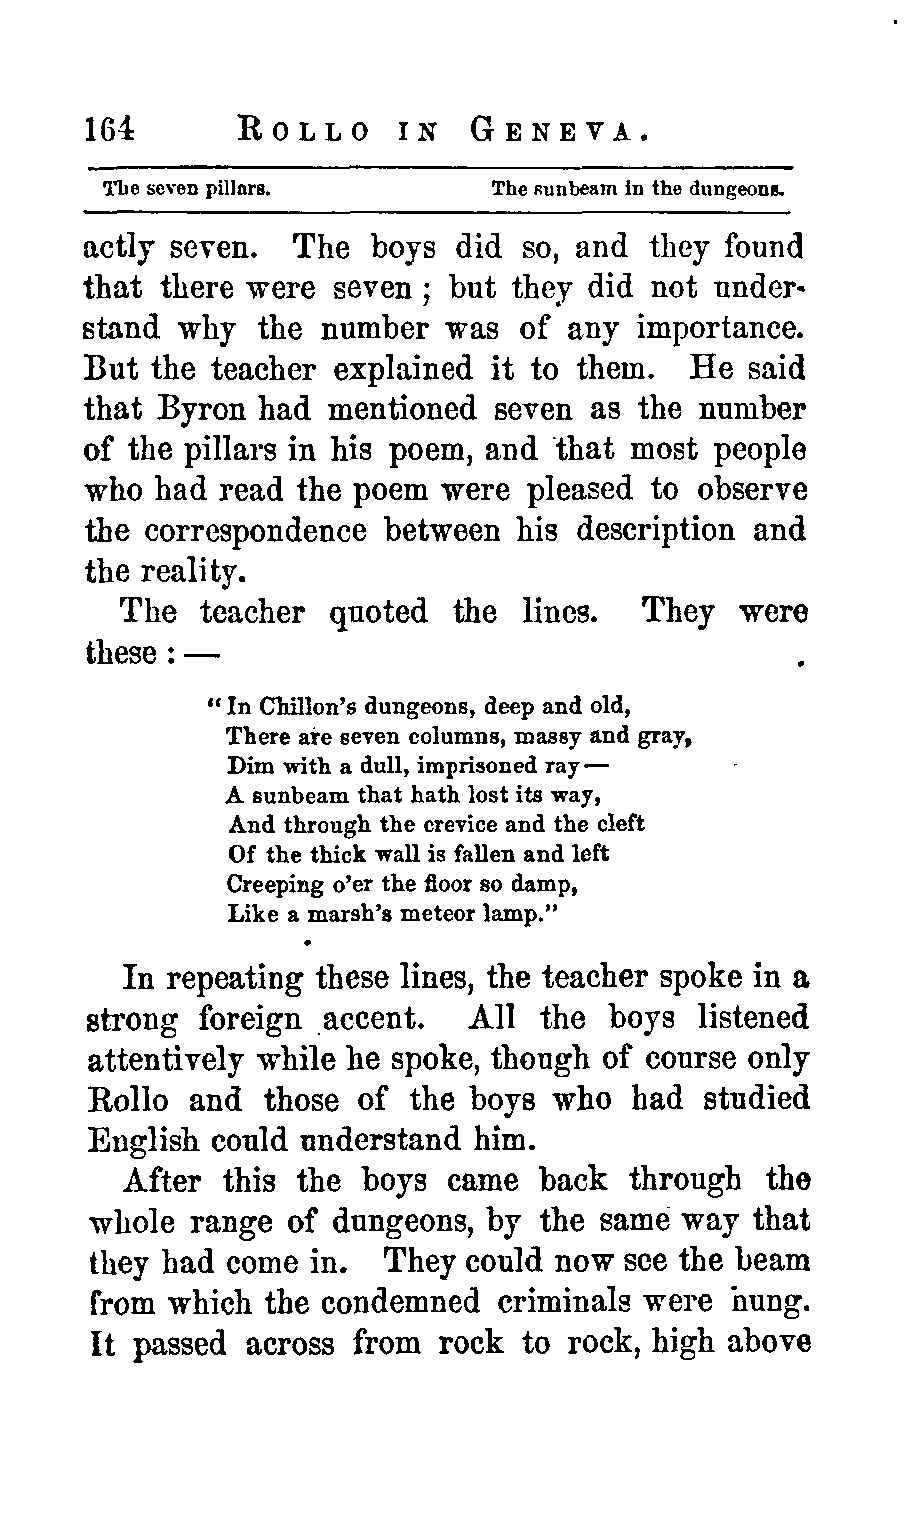 164 ROLLO IN GENEVA.
The seven pillars. The sunbeam in the dungeons.
actly seven. The boys did so, and they found
that there were seven ; but they did not under-
stand why the number was of any importance.
But the teacher explained it to them. He said
that Byron had mentioned seven as the number
of the pillars in his poem, and that most people
who had read the poem were pleased to observe
the correspondence between his description and
the reality.
The teacher quoted the lines. They were
these : —
“In Chillon’s dungeons, deep and old,
There are seven columns, massy and gray,
Dim with a dull, imprisoned ray —
A sunbeam that hath lost its way,
And through the crevice and the cleft
Of the thick wall is fallen and left
Creeping o’er the floor so damp,
Like a marsh’s meteor lamp.”
In repeating these lines, the teacher spoke in a
strong foreign accent. All the boys listened
attentively while he spoke, though of course only
Rollo and those of the boys who had studied
English could understand him.
After this the boys came back through the
whole range of dungeons, by the same way that
they had come in. They could now see the beam
from which the condemned criminals were hung.
It passed across from rock to rock, high above